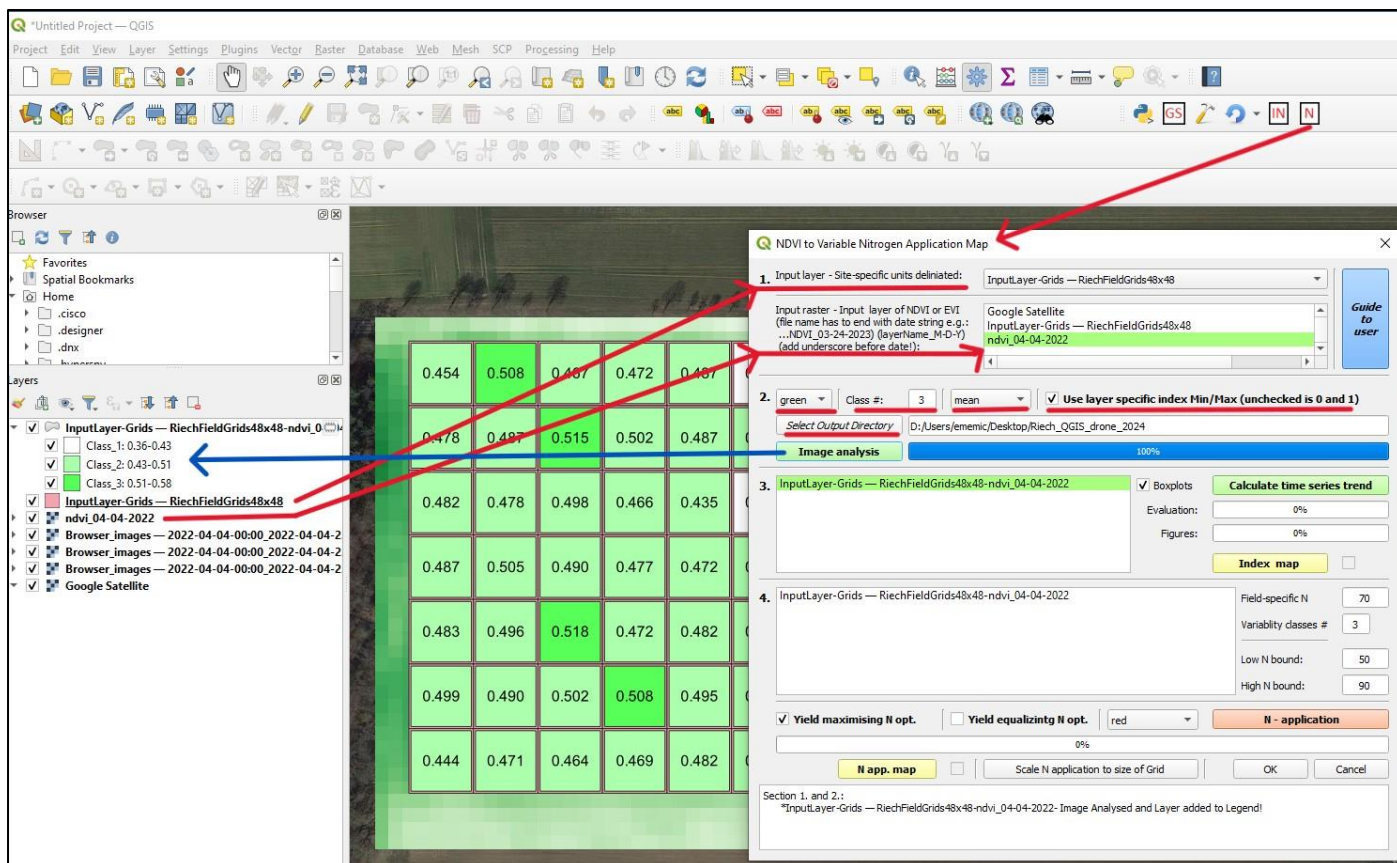 *Untitled Project — QGIS
Project Edit View Layer Settings Plugins Vector Raster Database Web Mesh SCP Processing Help
abc ab abc ab abc abc abc abc GS IN N
Browser
Favorites
Spatial Bookmarks
Home
.cisco
.designer
.dnx
Layers
InputLayer-Grids — RiechFieldGrids48x48-ndvi_0
Class_1: 0.36-0.43
Class_2: 0.43-0.51
Class_3: 0.51-0.58
InputLayer-Grids — RiechFieldGrids48x48
ndvi_04-04-2022
Browser_images — 2022-04-04-00:00_2022-04-04-2
Browser_images — 2022-04-04-00:00_2022-04-04-2
Browser_images — 2022-04-04-00:00_2022-04-04-2
Google Satellite
0.454 0.508 0.467 0.472 0.487
0.478 0.487 0.515 0.502 0.487
0.482 0.478 0.498 0.466 0.435
0.487 0.505 0.490 0.477 0.472
0.483 0.496 0.518 0.472 0.482
0.499 0.490 0.502 0.508 0.495
0.444 0.471 0.464 0.469 0.482
NDVI to Variable Nitrogen Application Map
1. Input layer - Site-specific units deliniated: InputLayer-Grids — RiechFieldGrids48x48
Input raster - Input layer of NDVI or EVI
(file name has to end with date string e.g.:
...NDVI_03-24-2023) (layerName_M-D-Y)
(add underscore before date!):
Google Satellite
InputLayer-Grids — RiechFieldGrids48x48
ndvi_04-04-2022
Guide
to
user
2. green Class #: 3 mean Use layer specific index Min/Max (unchecked is 0 and 1)
Select Output Directory D:/Users/ememic/Desktop/Riech_QGIS_drone_2024
Image analysis 100%
3. InputLayer-Grids — RiechFieldGrids48x48-ndvi_04-04-2022 Boxplots Calculate time series trend
Evaluation: 0%
Figures: 0%
Index map
4. InputLayer-Grids — RiechFieldGrids48x48-ndvi_04-04-2022 Field-specific N 70
Variablity classes # 3
Low N bound: 50
High N bound: 90
Yield maximising N opt. Yield equalizintg N opt. red N - application
0%
N app. map Scale N application to size of Grid OK Cancel
Section 1. and 2.:
*InputLayer-Grids — RiechFieldGrids48x48-ndvi_04-04-2022- Image Analysed and Layer added to Legend!